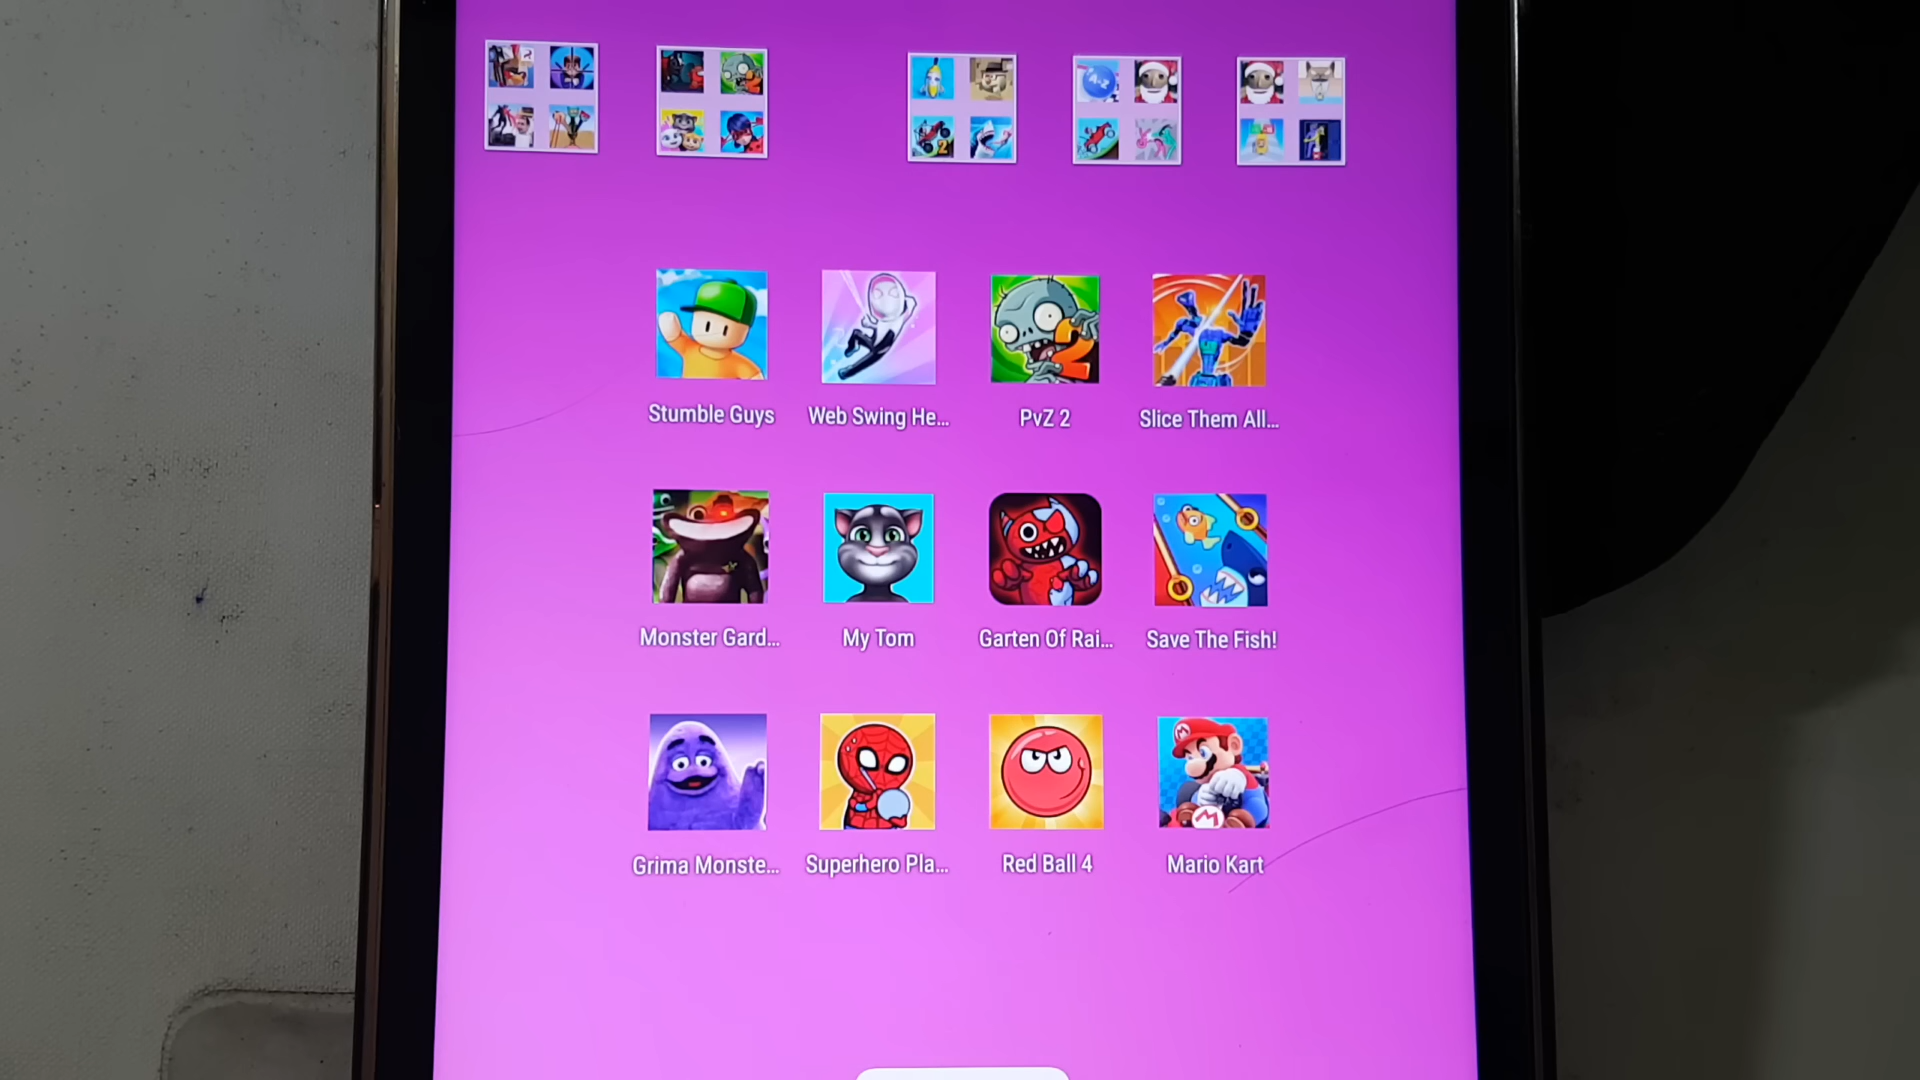 Stumble Guys
Web Swing He...
PvZ 2
Slice Them All...
Monster Gard...
My Tom
Garten Of Rai...
Save The Fish!
Grima Monste...
Superhero Pla...
Red Ball 4
Mario Kart